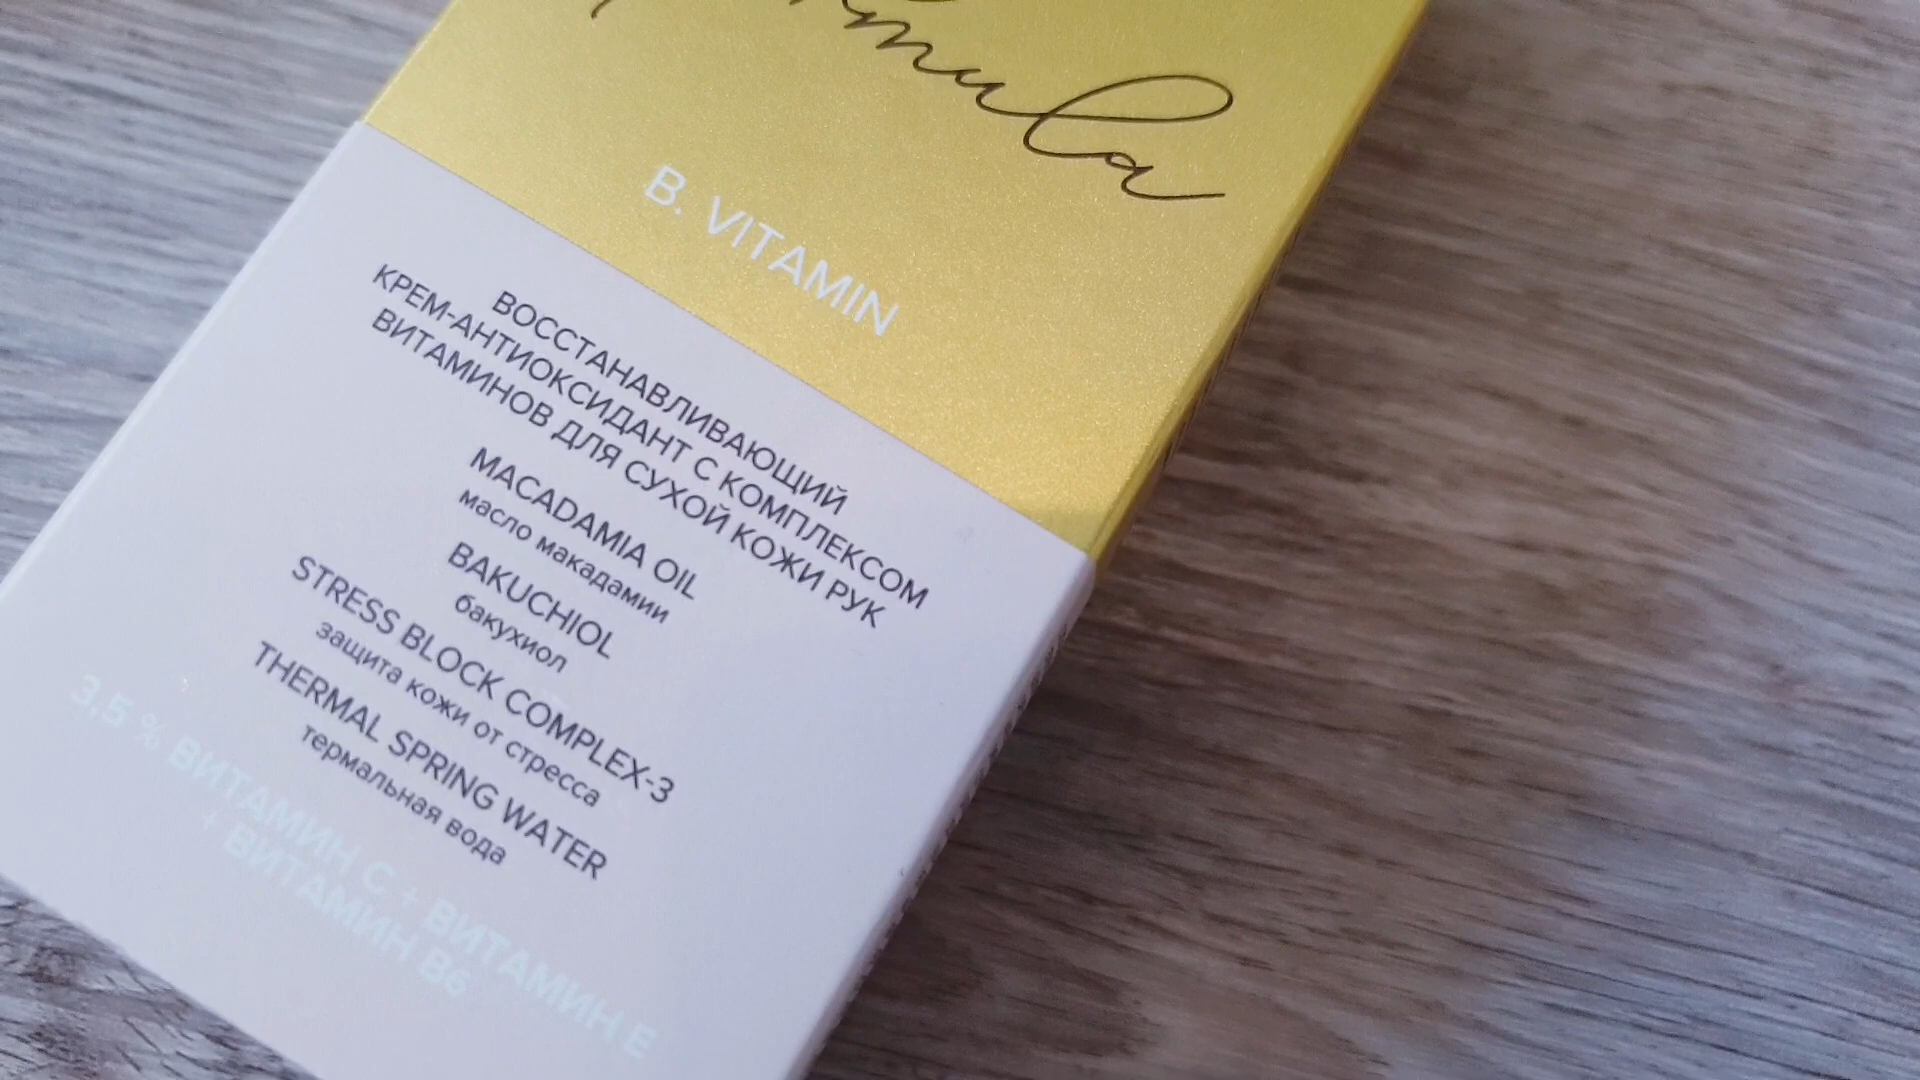 B. VITAMIN
ВОССТАНАВЛИВАЮЩИЙ
КРЕМ-АНТИОКСИДАНТ С КОМПЛЕКСОМ
ВИТАМИНОВ ДЛЯ СУХОЙ КОЖИ РУК
MACADAMIA OIL
масло макадамии
BAKUCHIOL
бакухиол
STRESS BLOCK COMPLEX-3
защита кожи от стресса
THERMAL SPRING WATER
термальная вода
3,5 % ВИТАМИН С + ВИТАМИН Е
+ ВИТАМИН В6